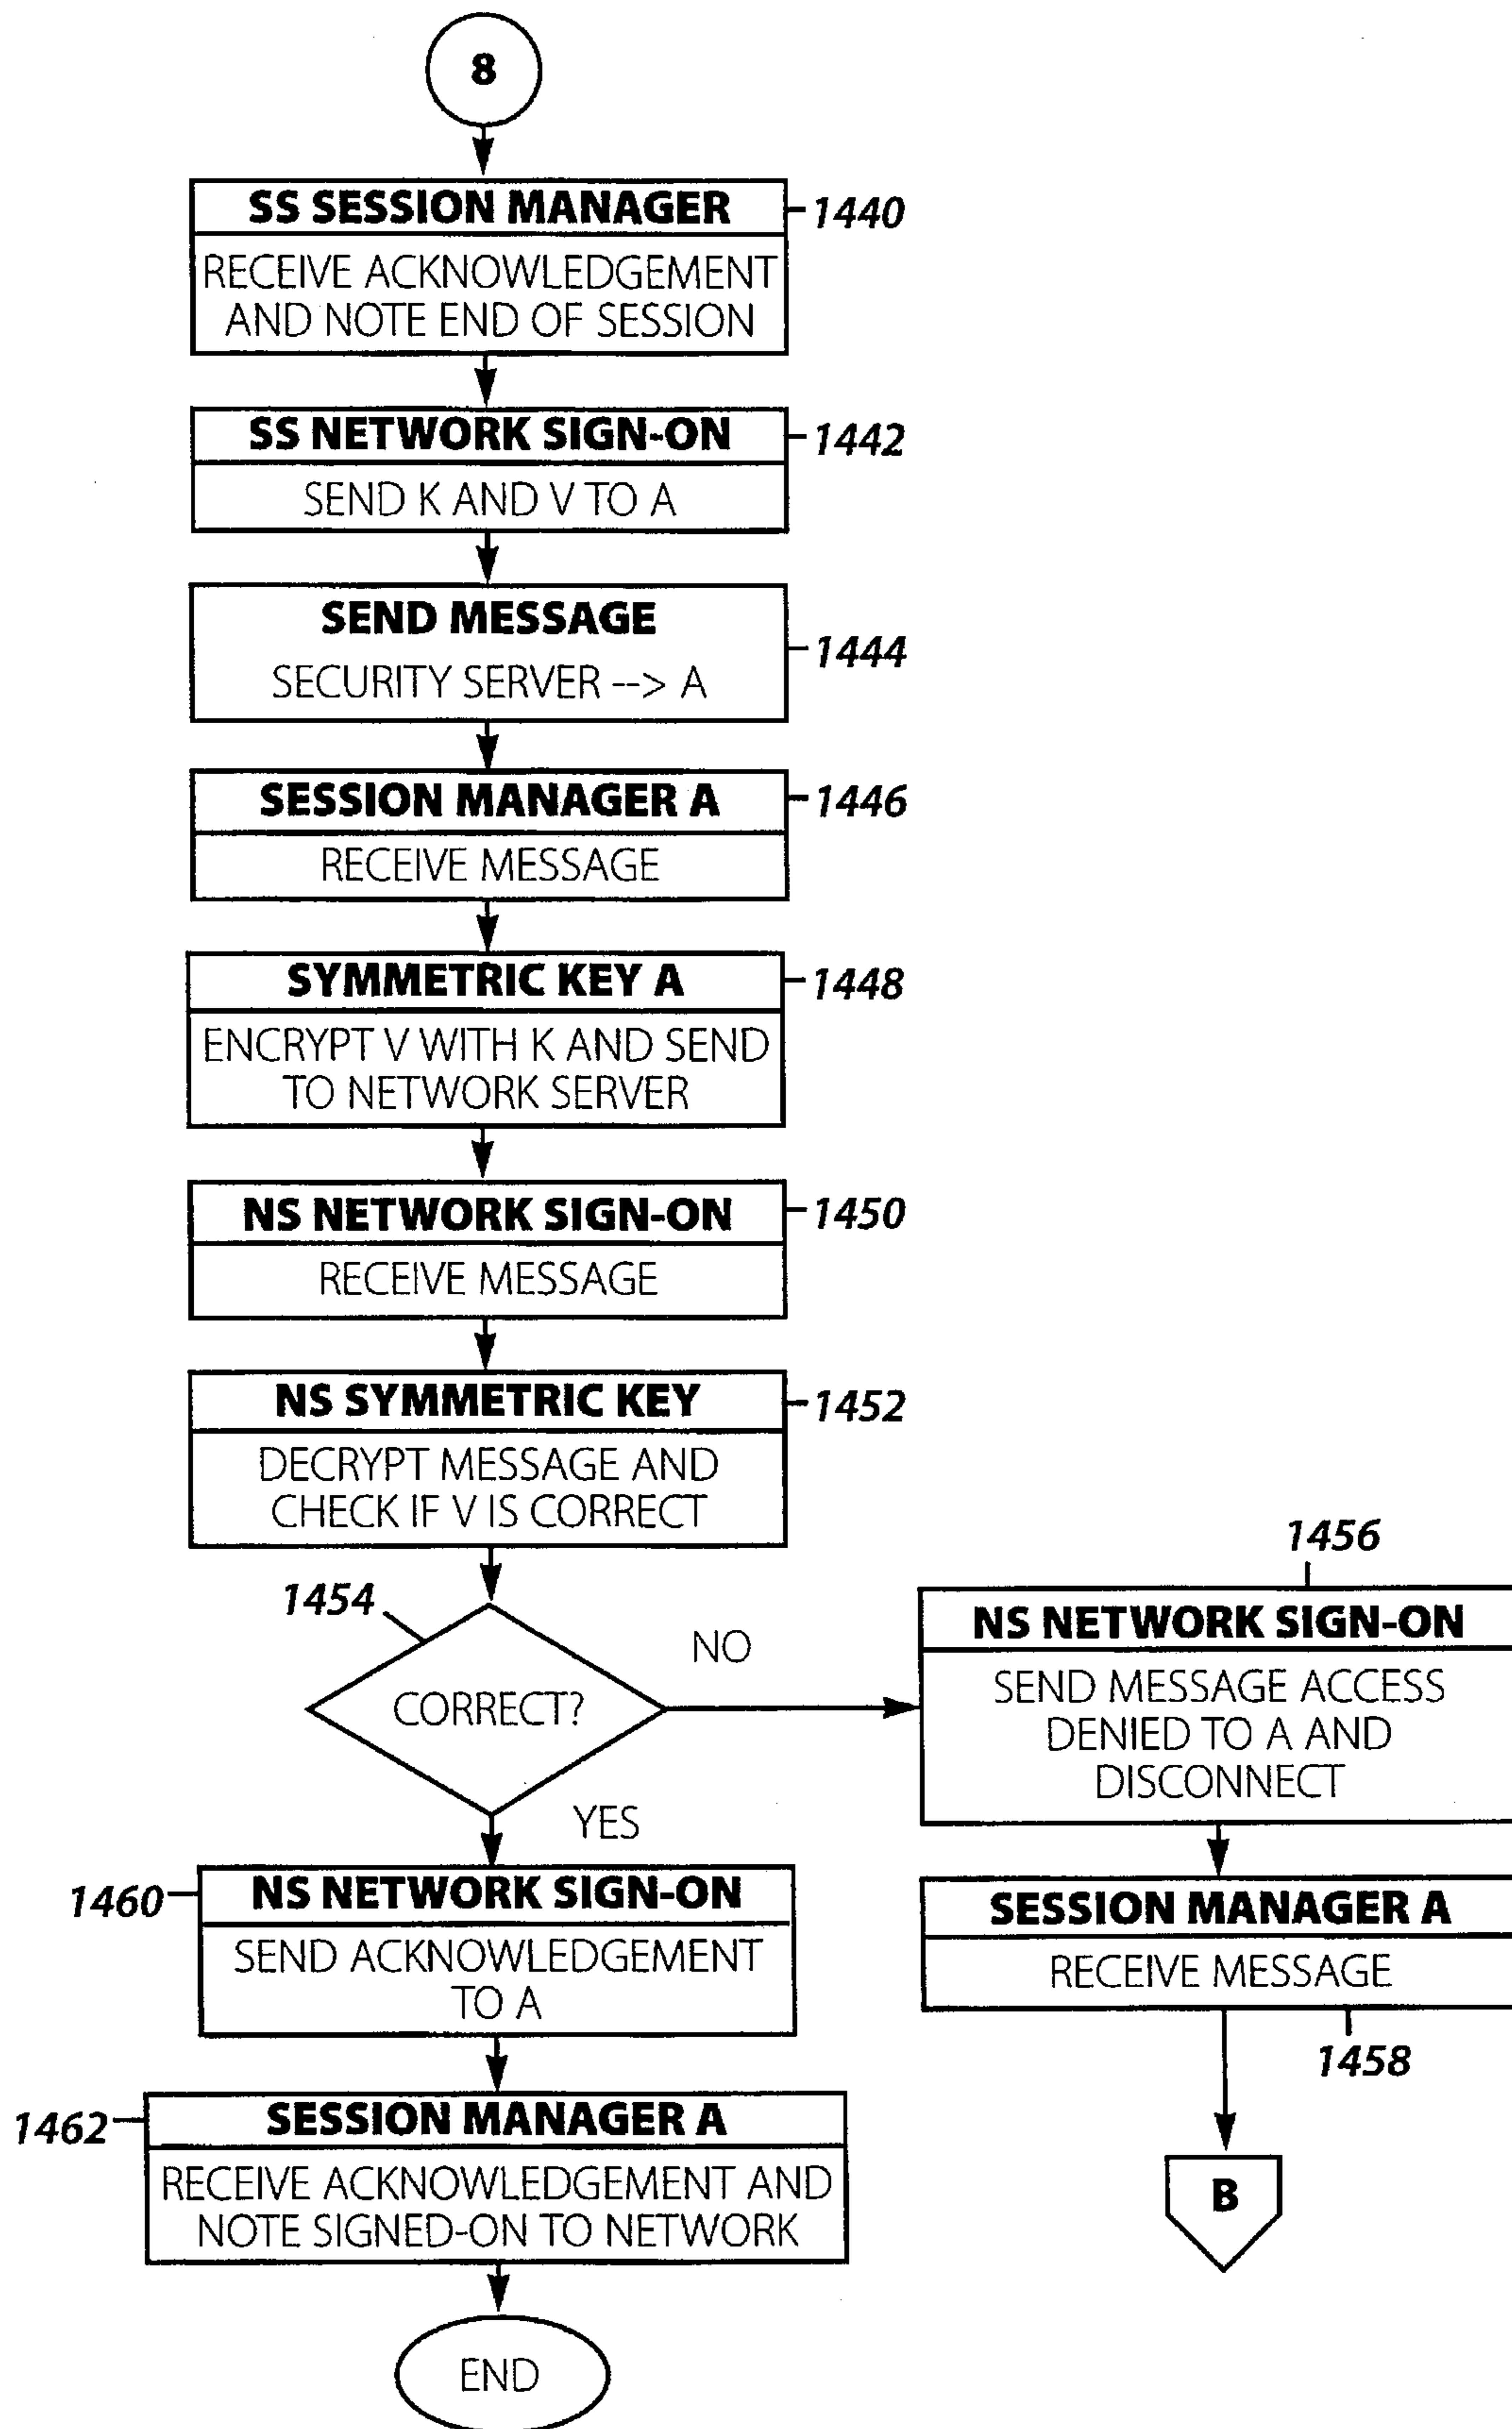 8
SS SESSION MANAGER
1440
RECEIVE ACKNOWLEDGEMENT
AND NOTE END OF SESSION
SS NETWORK SIGN-ON
1442
SEND K AND V TO A
SEND MESSAGE
1444
SECURITY SERVER --> A
SESSION MANAGER A
1446
RECEIVE MESSAGE
SYMMETRIC KEY A
1448
ENCRYPT V WITH K AND SEND
TO NETWORK SERVER
NS NETWORK SIGN-ON
1450
RECEIVE MESSAGE
NS SYMMETRIC KEY
1452
DECRYPT MESSAGE AND
CHECK IF V IS CORRECT
1454
CORRECT?
NO
YES
1456
NS NETWORK SIGN-ON
SEND MESSAGE ACCESS
DENIED TO A AND
DISCONNECT
SESSION MANAGER A
RECEIVE MESSAGE
1458
B
1460
NS NETWORK SIGN-ON
SEND ACKNOWLEDGEMENT
TO A
1462
SESSION MANAGER A
RECEIVE ACKNOWLEDGEMENT AND
NOTE SIGNED-ON TO NETWORK
END